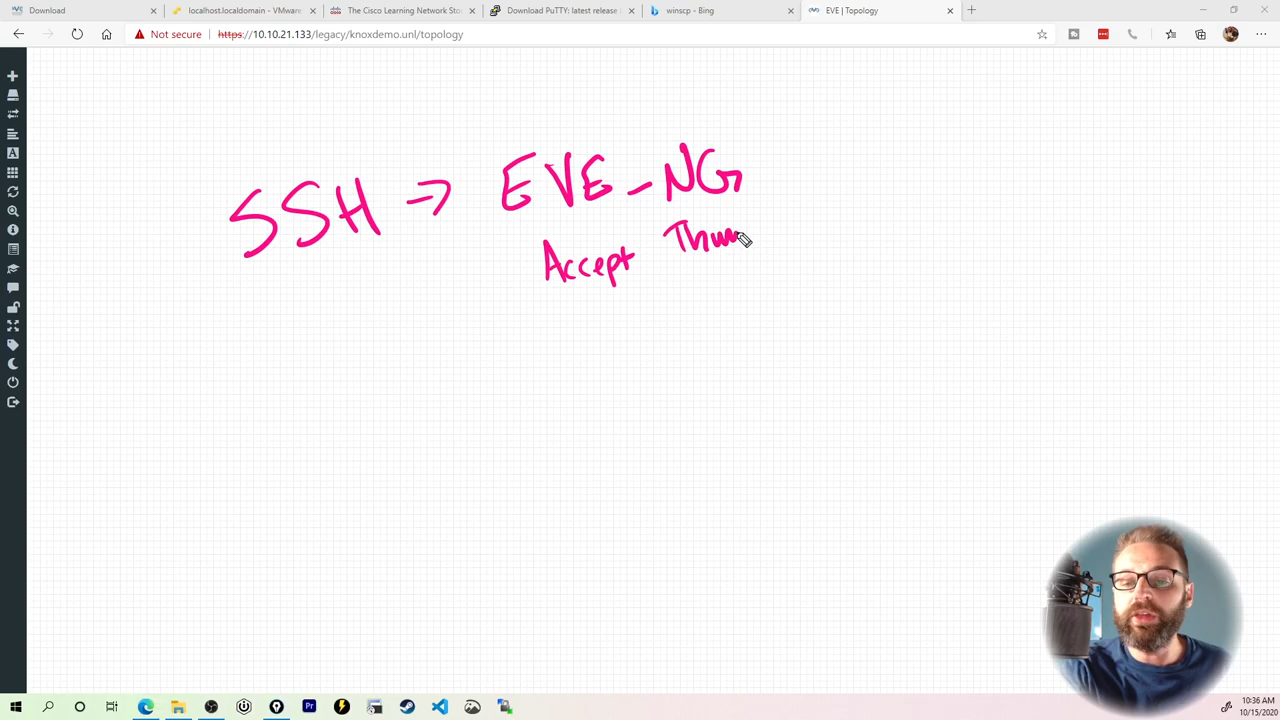 Download
localhost.localdomain - VMware
The Cisco Learning Network Sto
Download PuTTY: latest release
winscp - Bing
EVE | Topology
Not secure
https://10.10.21.133/legacy/knoxdemo.unl/topology
SSH → EVE-NG
Accept Thum
10:36 AM
10/15/2020